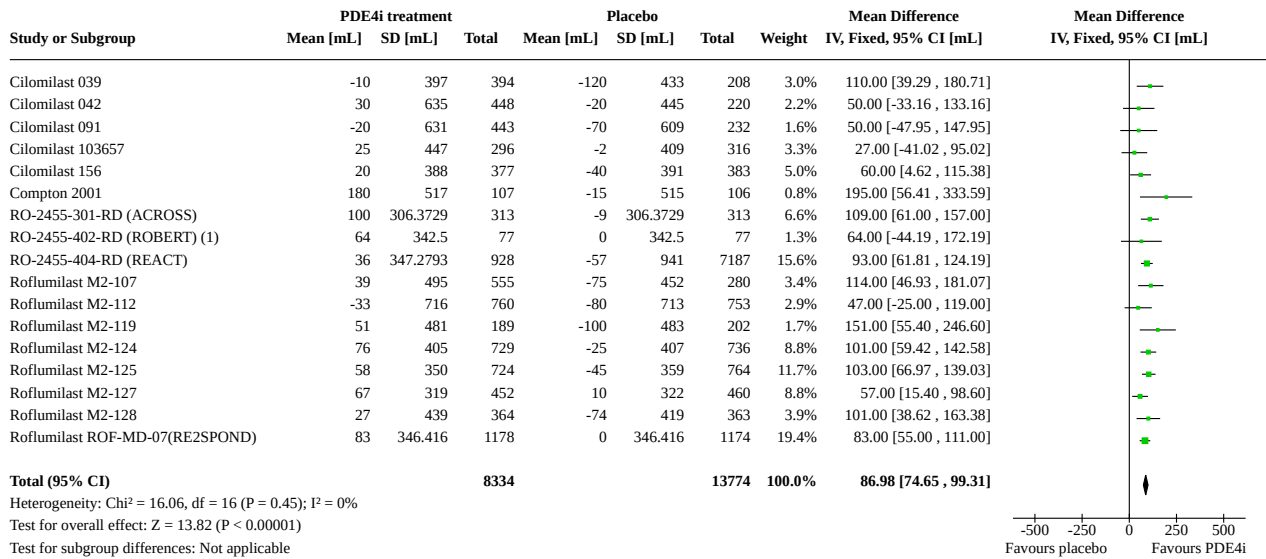 PDE4i treatment Placebo Mean Difference Mean Difference
Study or Subgroup Mean [mL] SD [mL] Total Mean [mL] SD [mL] Total Weight IV, Fixed, 95% CI [mL] IV, Fixed, 95% CI [mL]
Cilomilast 039 -10 397 394 -120 433 208 3.0% 110.00 [39.29 , 180.71]
Cilomilast 042 30 635 448 -20 445 220 2.2% 50.00 [-33.16 , 133.16]
Cilomilast 091 -20 631 443 -70 609 232 1.6% 50.00 [-47.95 , 147.95]
Cilomilast 103657 25 447 296 -2 409 316 3.3% 27.00 [-41.02 , 95.02]
Cilomilast 156 20 388 377 -40 391 383 5.0% 60.00 [4.62 , 115.38]
Compton 2001 180 517 107 -15 515 106 0.8% 195.00 [56.41 , 333.59]
RO-2455-301-RD (ACROSS) 100 306.3729 313 -9 306.3729 313 6.6% 109.00 [61.00 , 157.00]
RO-2455-402-RD (ROBERT) (1) 64 342.5 77 0 342.5 77 1.3% 64.00 [-44.19 , 172.19]
RO-2455-404-RD (REACT) 36 347.2793 928 -57 941 7187 15.6% 93.00 [61.81 , 124.19]
Roflumilast M2-107 39 495 555 -75 452 280 3.4% 114.00 [46.93 , 181.07]
Roflumilast M2-112 -33 716 760 -80 713 753 2.9% 47.00 [-25.00 , 119.00]
Roflumilast M2-119 51 481 189 -100 483 202 1.7% 151.00 [55.40 , 246.60]
Roflumilast M2-124 76 405 729 -25 407 736 8.8% 101.00 [59.42 , 142.58]
Roflumilast M2-125 58 350 724 -45 359 764 11.7% 103.00 [66.97 , 139.03]
Roflumilast M2-127 67 319 452 10 322 460 8.8% 57.00 [15.40 , 98.60]
Roflumilast M2-128 27 439 364 -74 419 363 3.9% 101.00 [38.62 , 163.38]
Roflumilast ROF-MD-07(RE2SPOND) 83 346.416 1178 0 346.416 1174 19.4% 83.00 [55.00 , 111.00]
Total (95% CI) 8334 13774 100.0% 86.98 [74.65 , 99.31]
Heterogeneity: Chi² = 16.06, df = 16 (P = 0.45); I² = 0%
Test for overall effect: Z = 13.82 (P < 0.00001)
Test for subgroup differences: Not applicable
-500 -250 0 250 500
Favours placebo Favours PDE4i